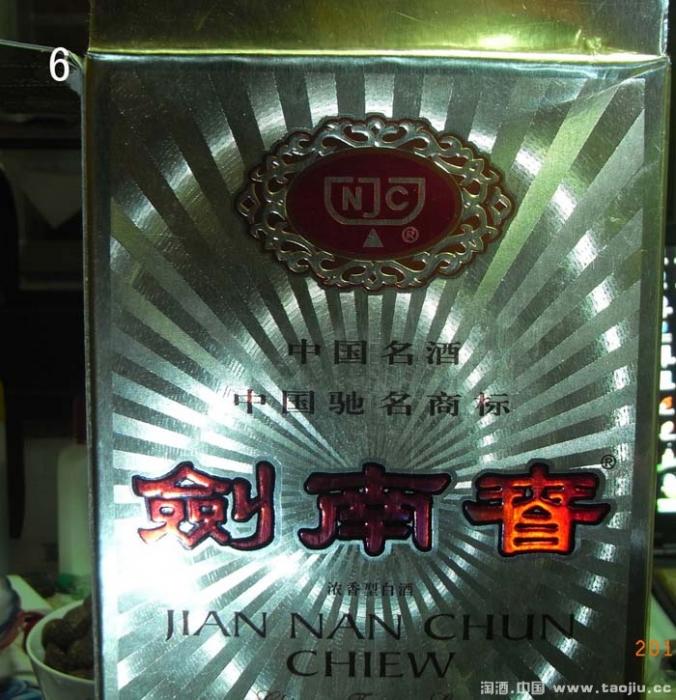 6
NJC
®
中国名酒
中国驰名商标
劍南春®
浓香型白酒
JIAN NAN CHUN
CHIEW
201
淘酒.中国 www.taojiu.cc